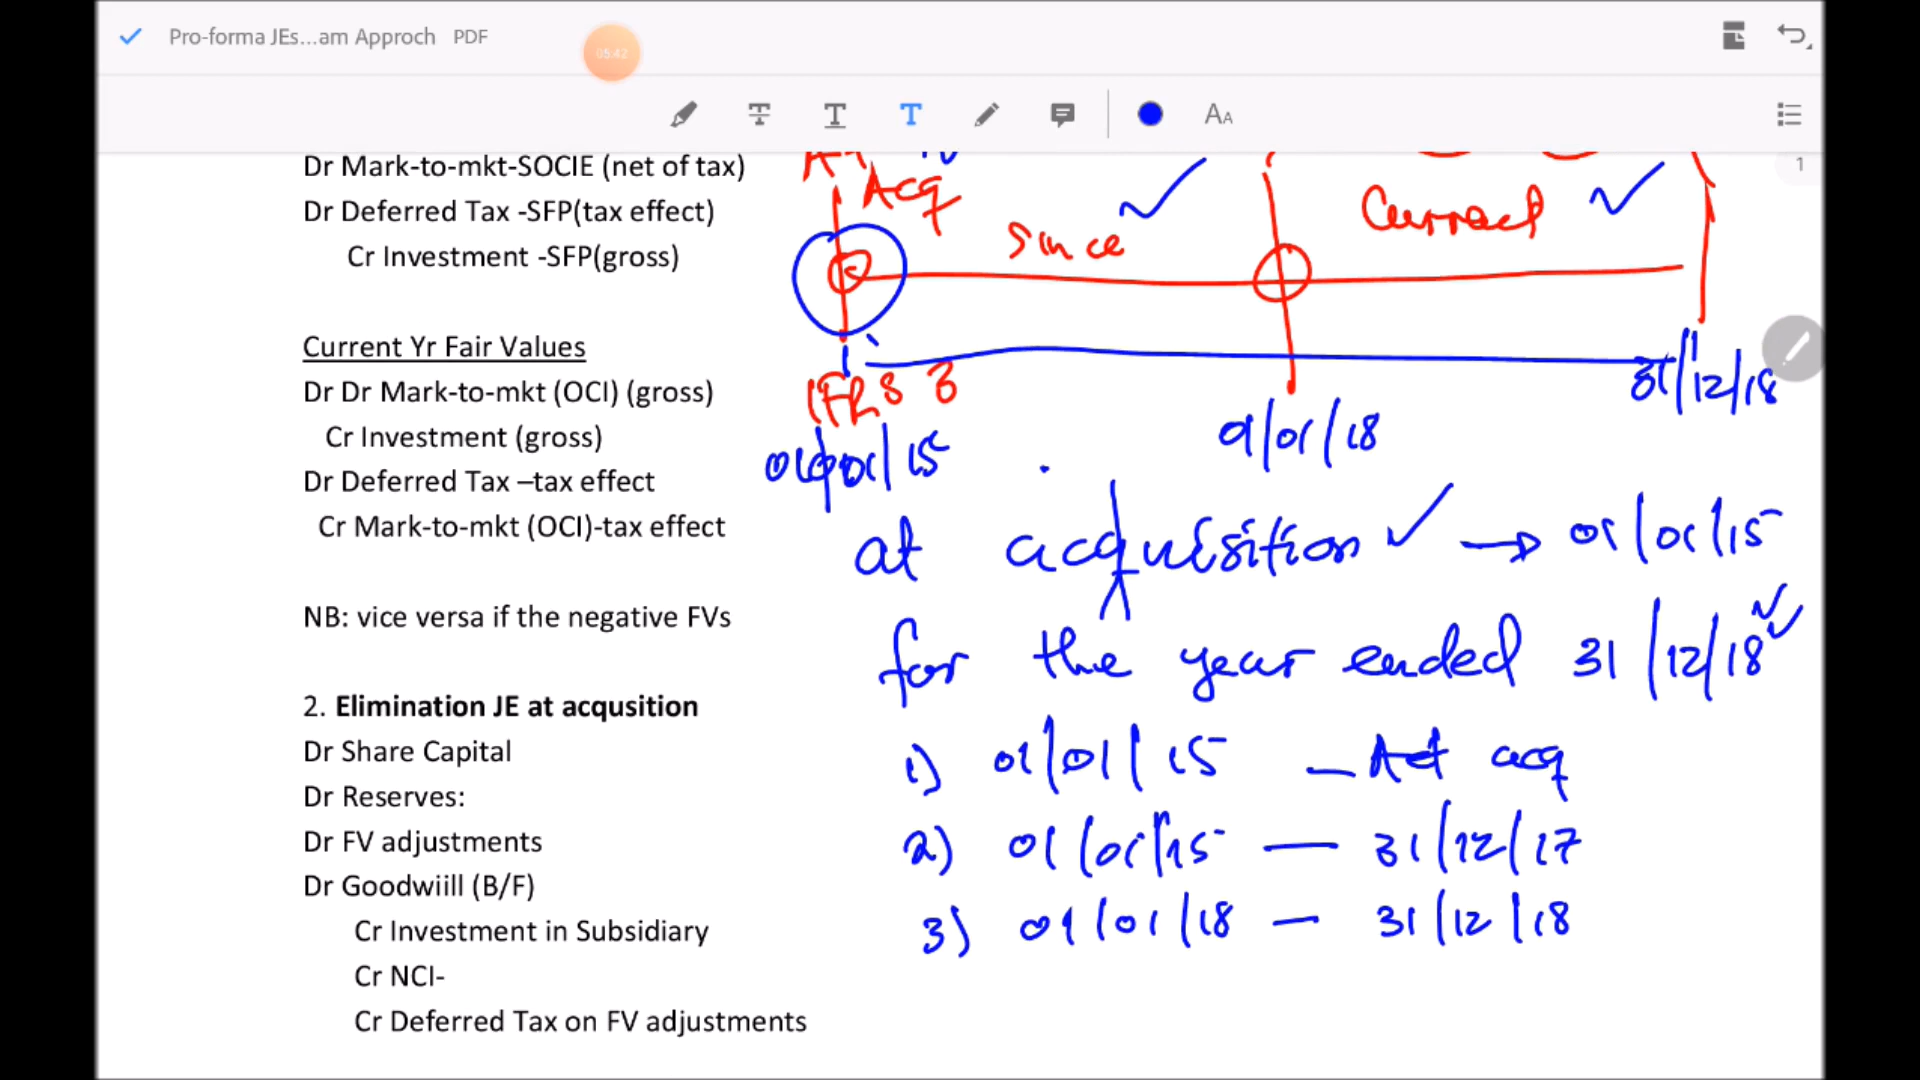 Pro-forma JEs...am Approch PDF
05:42
1
Dr Mark-to-mkt-SOCIE (net of tax)
Dr Deferred Tax -SFP(tax effect)
Cr Investment -SFP(gross)
Current Yr Fair Values
Dr Dr Mark-to-mkt (OCI) (gross)
Cr Investment (gross)
Dr Deferred Tax –tax effect
Cr Mark-to-mkt (OCI)-tax effect
NB: vice versa if the negative FVs
2. Elimination JE at acqusition
Dr Share Capital
Dr Reserves:
Dr FV adjustments
Dr Goodwiill (B/F)
Cr Investment in Subsidiary
Cr NCI-
Cr Deferred Tax on FV adjustments
Acq
Since
Current
IFRS 3
31/12/18
01/01/15
01/01/18
at acquisition → 01/01/15
for the year ended 31/12/18
1) 01/01/15 – At acq
2) 01/01/15 — 31/12/17
3) 01/01/18 – 31/12/18